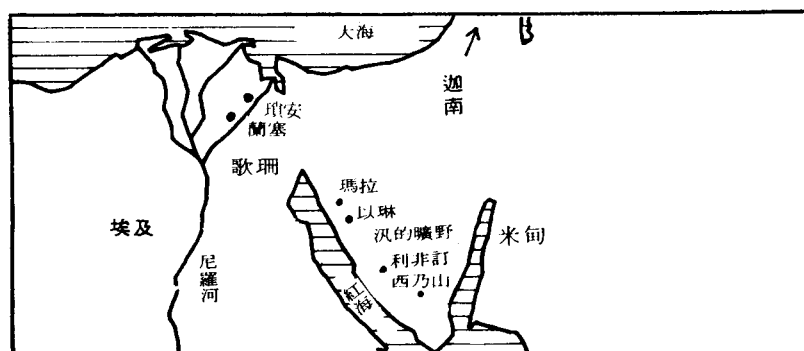 大海
迦南
瑣安
蘭塞
歌珊
瑪拉
以琳
汎的曠野
米甸
埃及
利非訂
西乃山
尼羅河
紅海